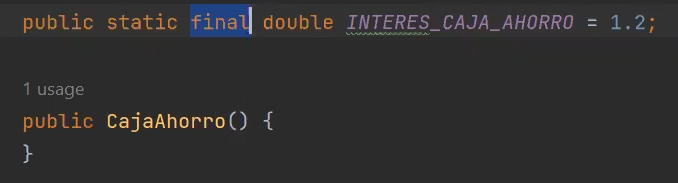 public static final double INTERES_CAJA_AHORRO = 1.2;
1 usage
public CajaAhorro() {
}